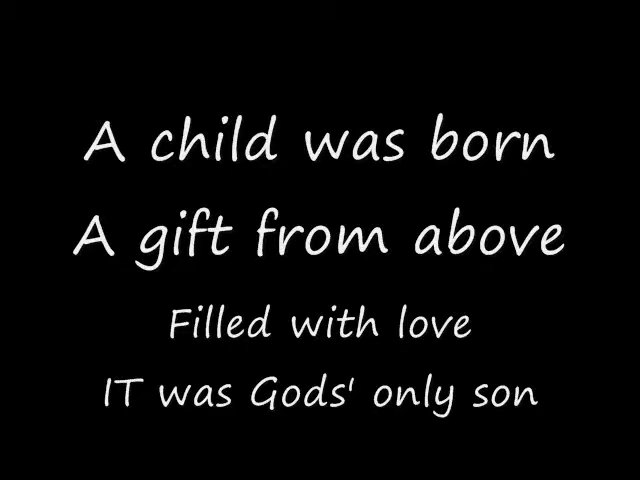 A child was born
A gift from above
Filled with love
IT was Gods' only son